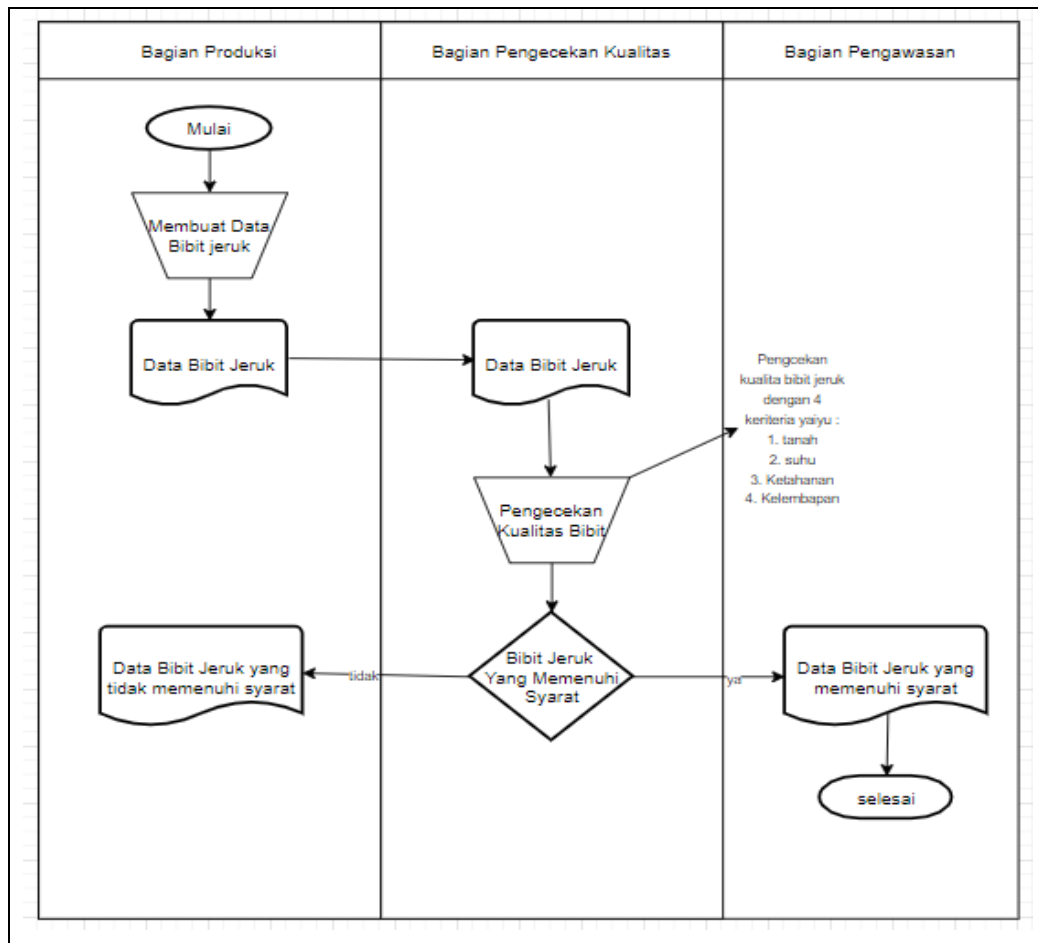 Bagian Produksi
Bagian Pengecekan Kualitas
Bagian Pengawasan
Mulai
Membuat Data
Bibit jeruk
Data Bibit Jeruk
Data Bibit Jeruk
Pengcekan
kualita bibit jeruk
dengan 4
keriteria yaiyu :
1. tanah
2. suhu
3. Ketahanan
4. Kelembapan
Pengecekan
Kualitas Bibit
Data Bibit Jeruk yang
tidak memenuhi syarat
tidak
Bibit Jeruk
Yang Memenuhi
Syarat
ya
Data Bibit Jeruk yang
memenuhi syarat
selesai